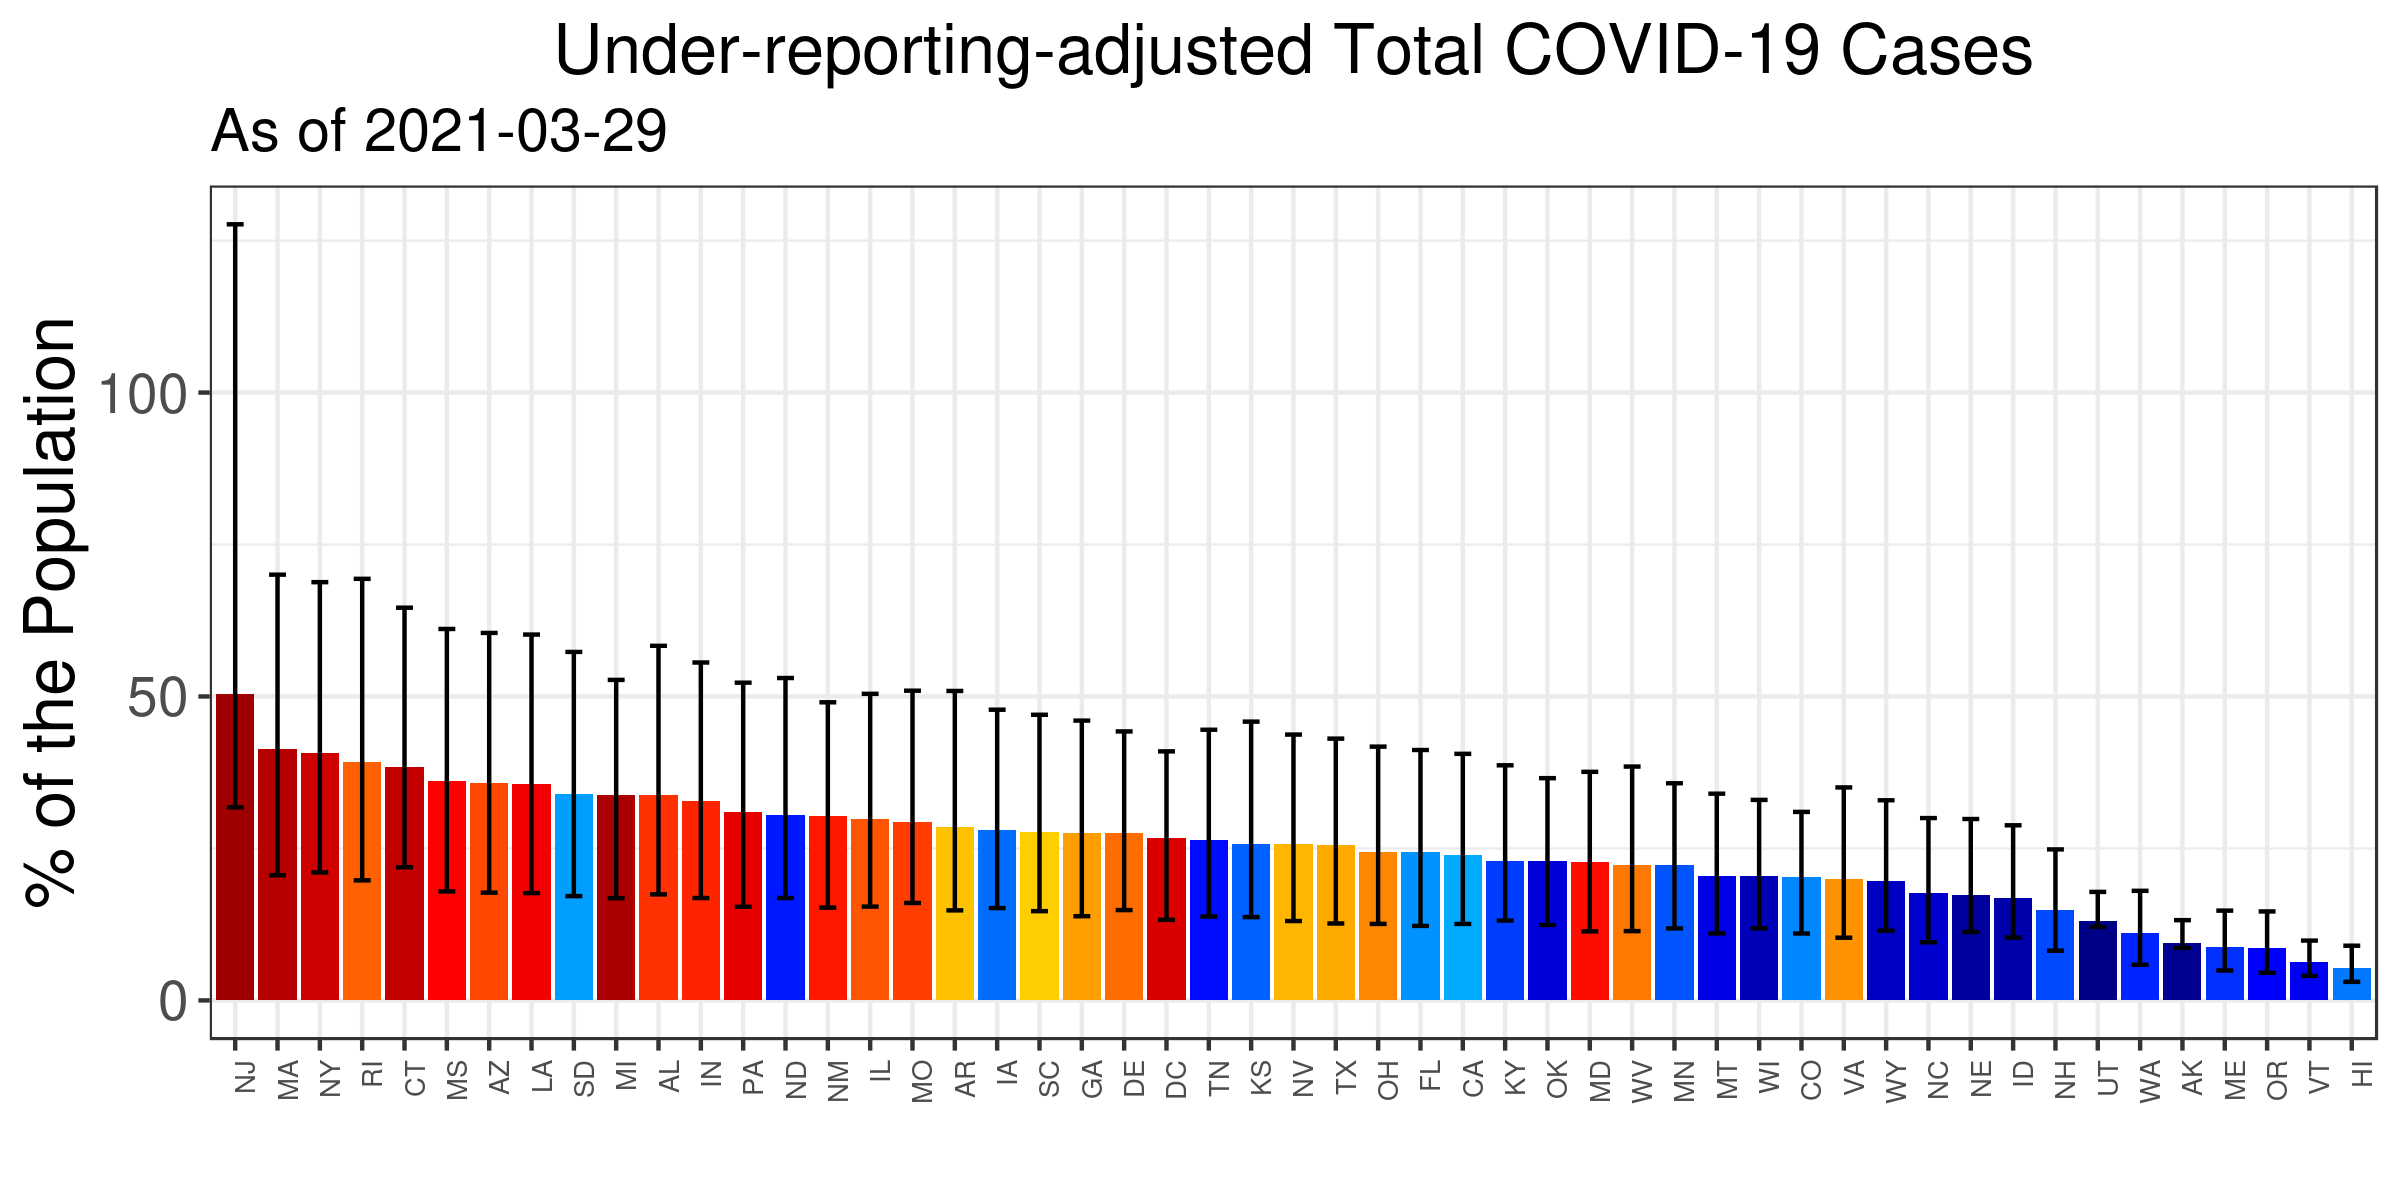 Under-reporting-adjusted Total COVID-19 Cases
As of 2021-03-29
% of the Population
100
50
0
NJ MA NY RI CT MS AZ LA SD MI AL IN PA ND NM IL MO AR IA SC GA DE DC TN KS NV TX OH FL CA KY OK MD WV MN MT WI CO VA WY NC NE ID NH UT WA AK ME OR VT HI